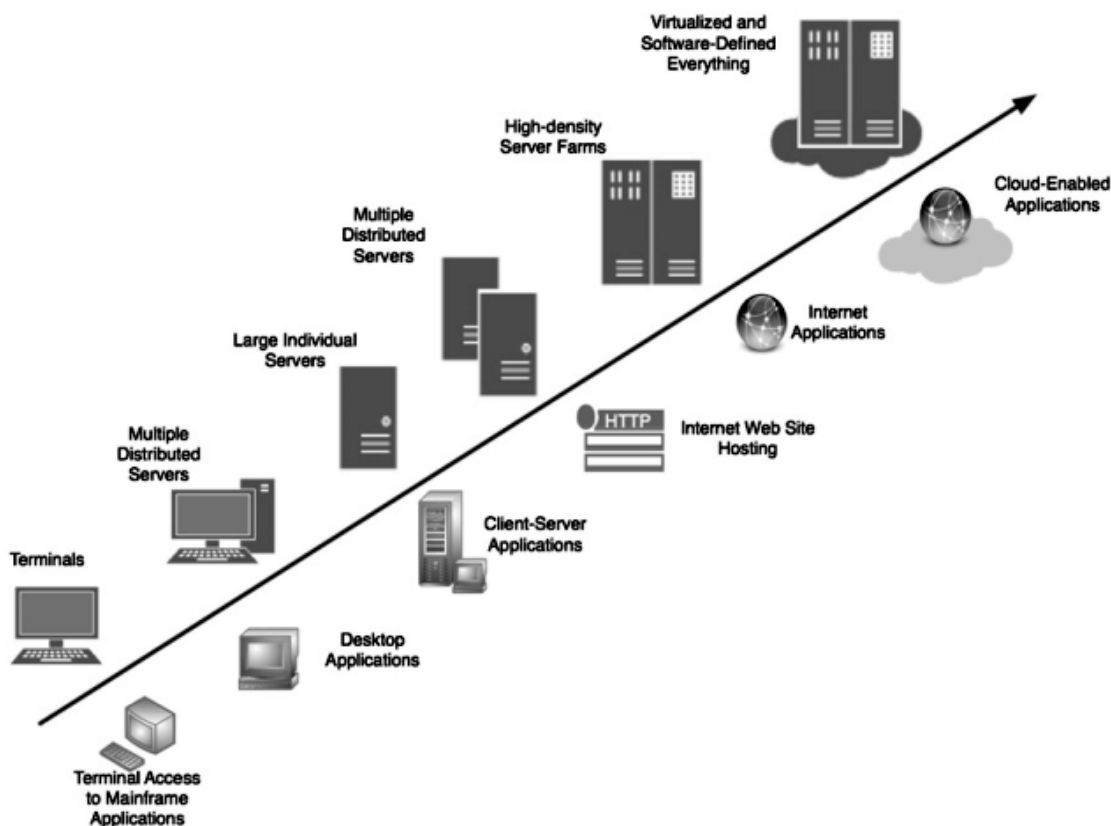 Virtualized and
Software-Defined
Everything
High-density
Server Farms
Cloud-Enabled
Applications
Multiple
Distributed
Servers
Internet
Applications
Large Individual
Servers
HTTP
Internet Web Site
Hosting
Multiple
Distributed
Servers
Client-Server
Applications
Terminals
Desktop
Applications
Terminal Access
to Mainframe
Applications